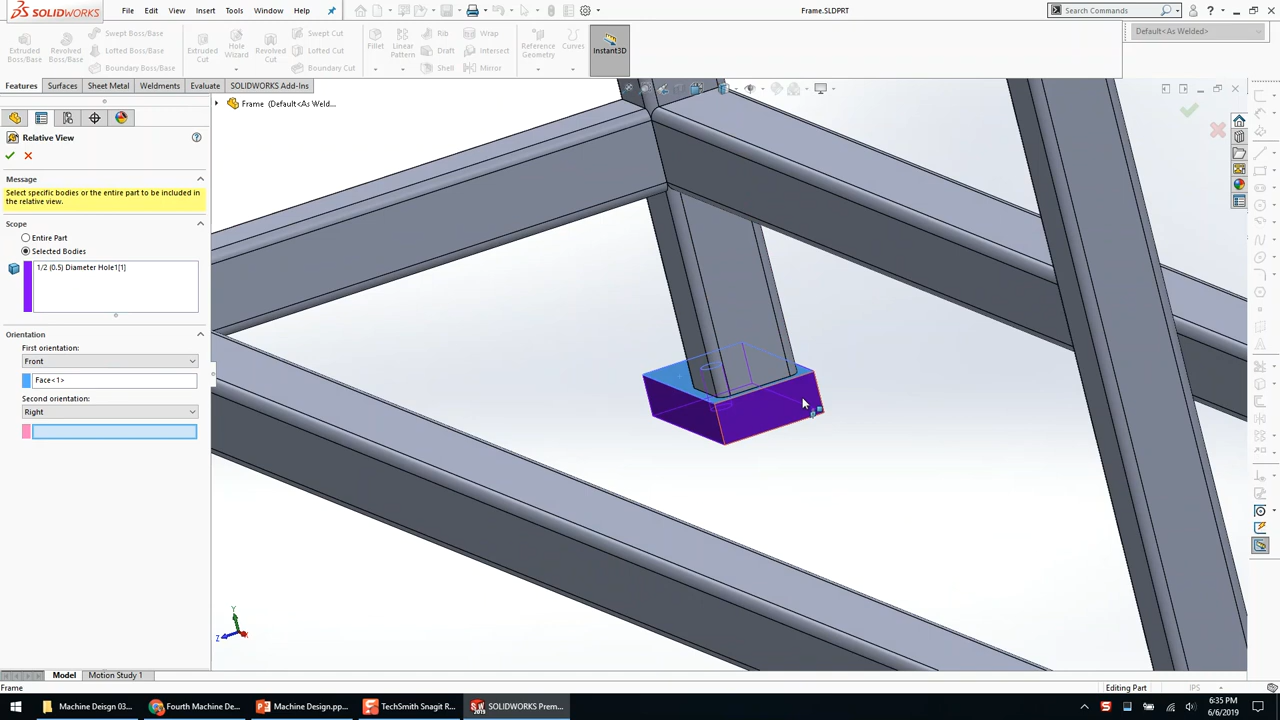 SOLIDWORKS
File Edit View Insert Tools Window Help
Frame.SLDPRT
Search Commands
Extruded Boss/Base
Revolved Boss/Base
Swept Boss/Base
Lofted Boss/Base
Boundary Boss/Base
Extruded Cut
Hole Wizard
Revolved Cut
Swept Cut
Lofted Cut
Boundary Cut
Fillet
Linear Pattern
Rib
Draft
Shell
Wrap
Intersect
Mirror
Reference Geometry
Curves
Instant3D
Default<As Welded>
Features Surfaces Sheet Metal Weldments Evaluate SOLIDWORKS Add-Ins
Frame (Default<As Weld...
Relative View
Message
Select specific bodies or the entire part to be included in
the relative view.
Scope
Entire Part
Selected Bodies
1/2 (0.5) Diameter Hole1[1]
Orientation
First orientation:
Front
Face<1>
Second orientation:
Right
Y
Z
Model Motion Study 1
Frame
Editing Part
IPS
Machine Deisgn 03...
Fourth Machine De...
Machine Design.pp...
TechSmith Snagit R...
SOLIDWORKS Prem...
6:35 PM
6/6/2019